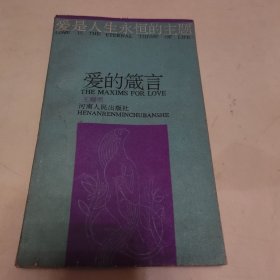 爱是人生永恒的主题
LOVE IS THE ETERNAL THEME OF LIFE
爱的箴言
THE MAXIMS FOR LOVE
河南人民出版社
HENANRENMINCHUBANSHE